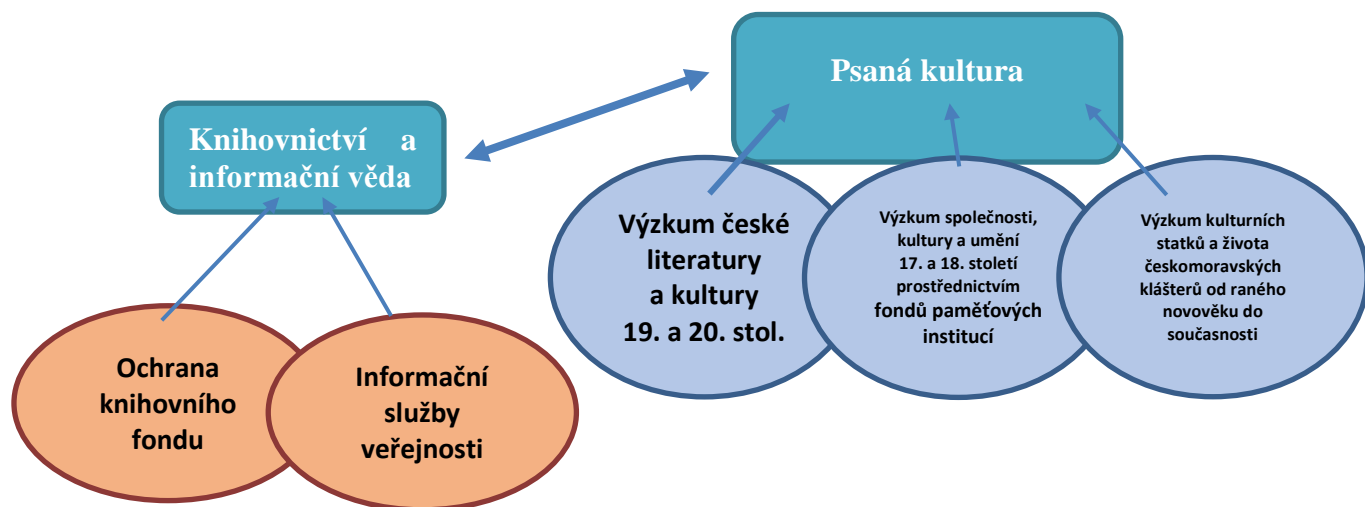 Psaná kultura
Knihovnictví a
informační věda
Výzkum české
literatury
a kultury
19. a 20. stol.
Výzkum společnosti,
kultury a umění
17. a 18. století
prostřednictvím
fondů paměťových
institucí
Výzkum kulturních
statků a života
českomoravských
klášterů od raného
novověku do
současnosti
Ochrana
knihovního
fondu
Informační
služby
veřejnosti